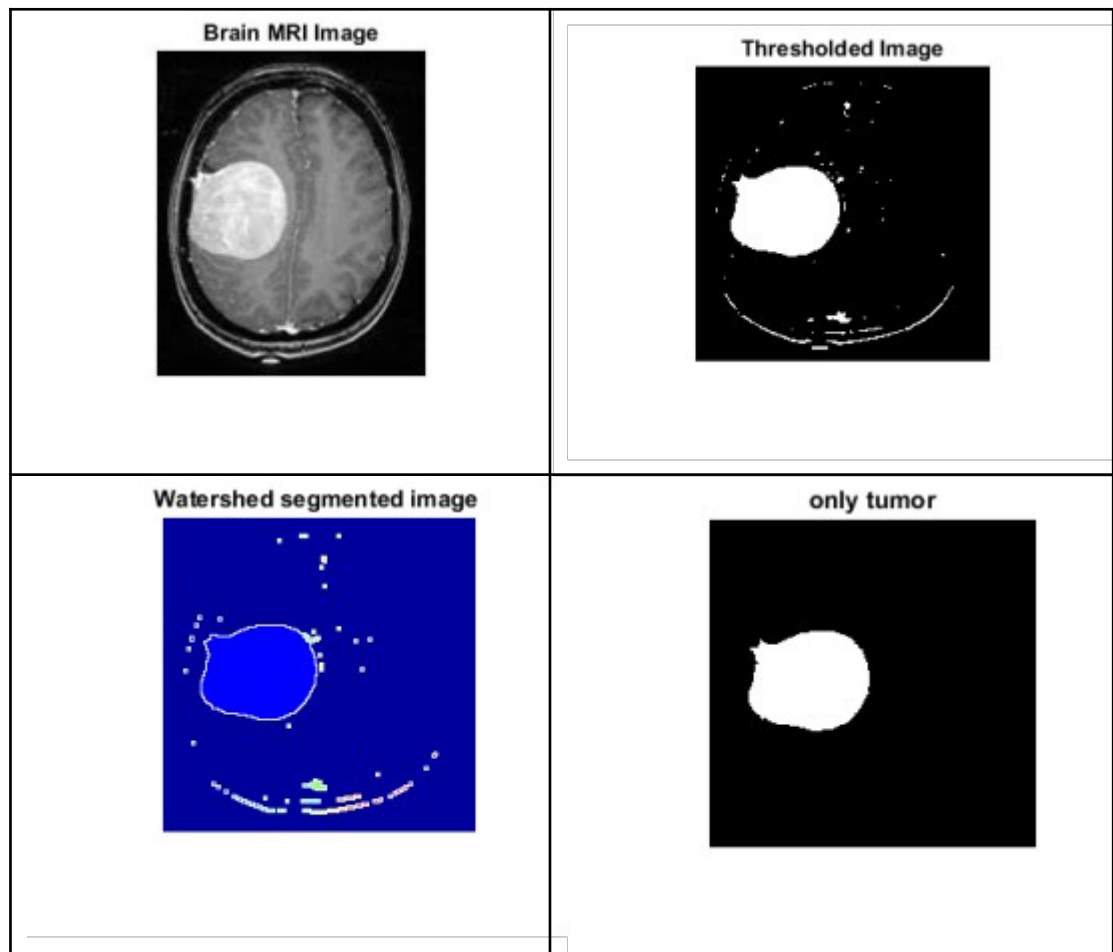 Brain MRI Image
Thresholded Image
Watershed segmented image
only tumor